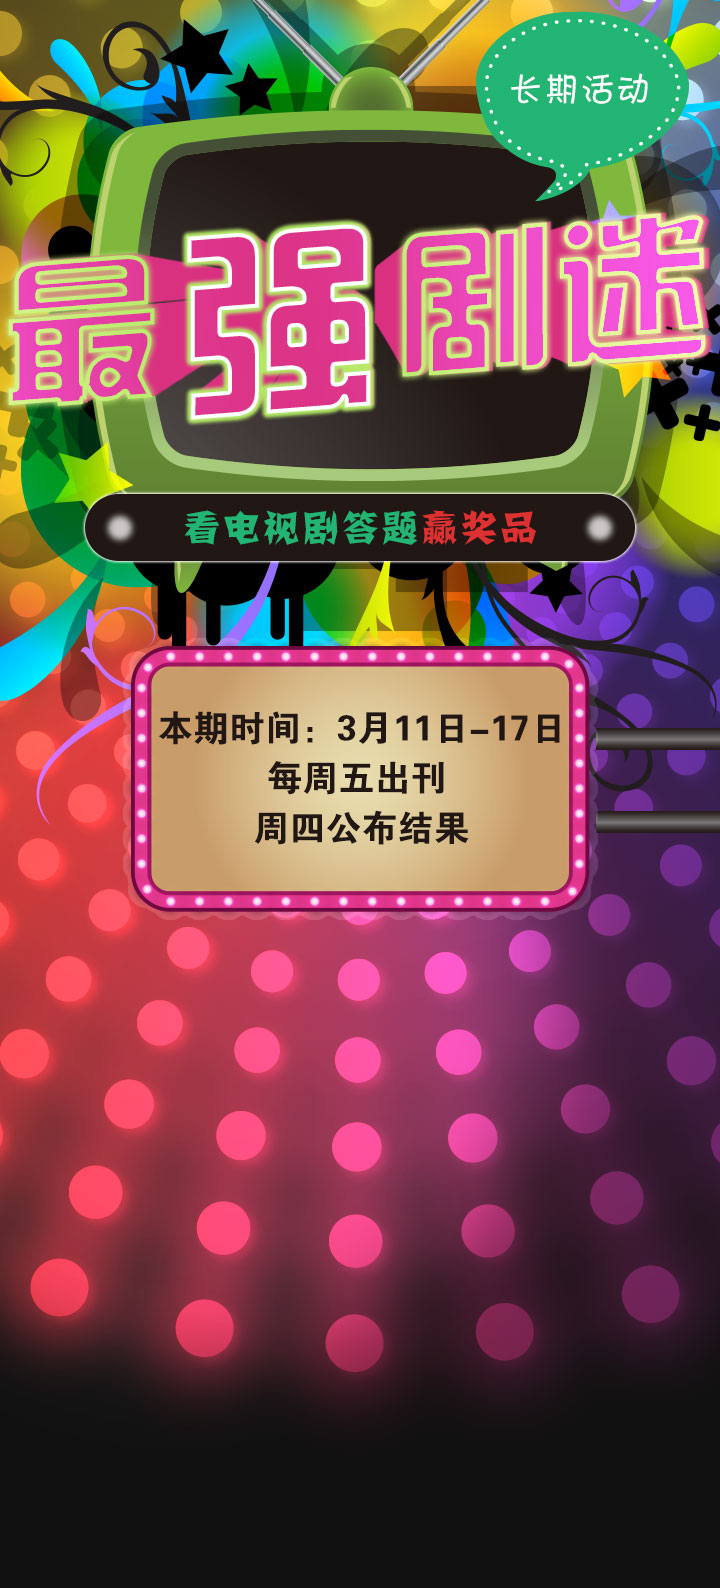 长期活动
最强剧迷
看电视剧答题赢奖品
本期时间：3月11日-17日
每周五出刊
周四公布结果